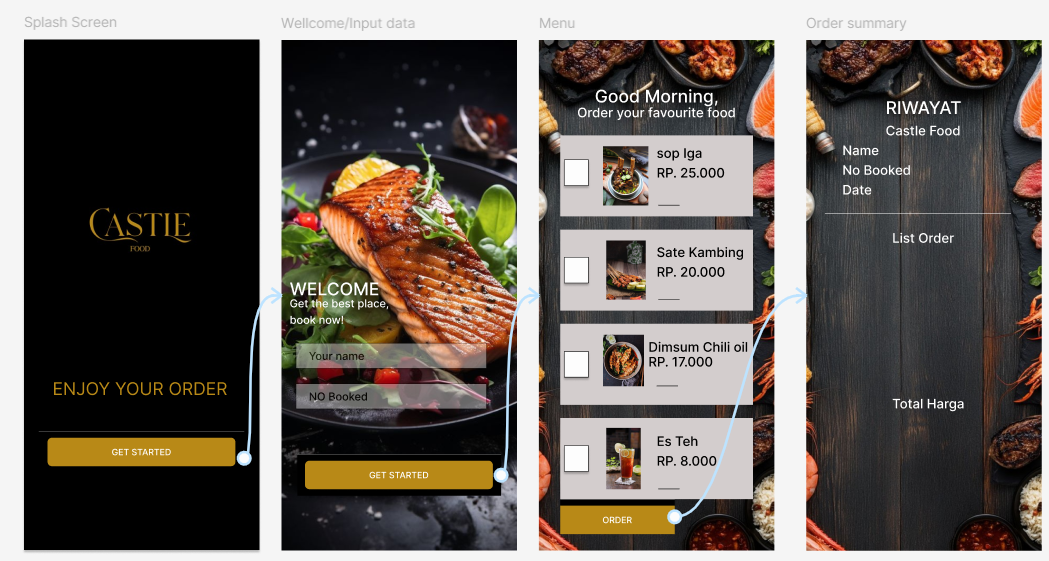 Splash Screen
CASTLE
FOOD
ENJOY YOUR ORDER
GET STARTED
Wellcome/Input data
WELCOME
Get the best place,
book now!
Your name
NO Booked
GET STARTED
Menu
Good Morning,
Order your favourite food
sop Iga
RP. 25.000
Sate Kambing
RP. 20.000
Dimsum Chili oil
RP. 17.000
Es Teh
RP. 8.000
ORDER
Order summary
RIWAYAT
Castle Food
Name
No Booked
Date
List Order
Total Harga